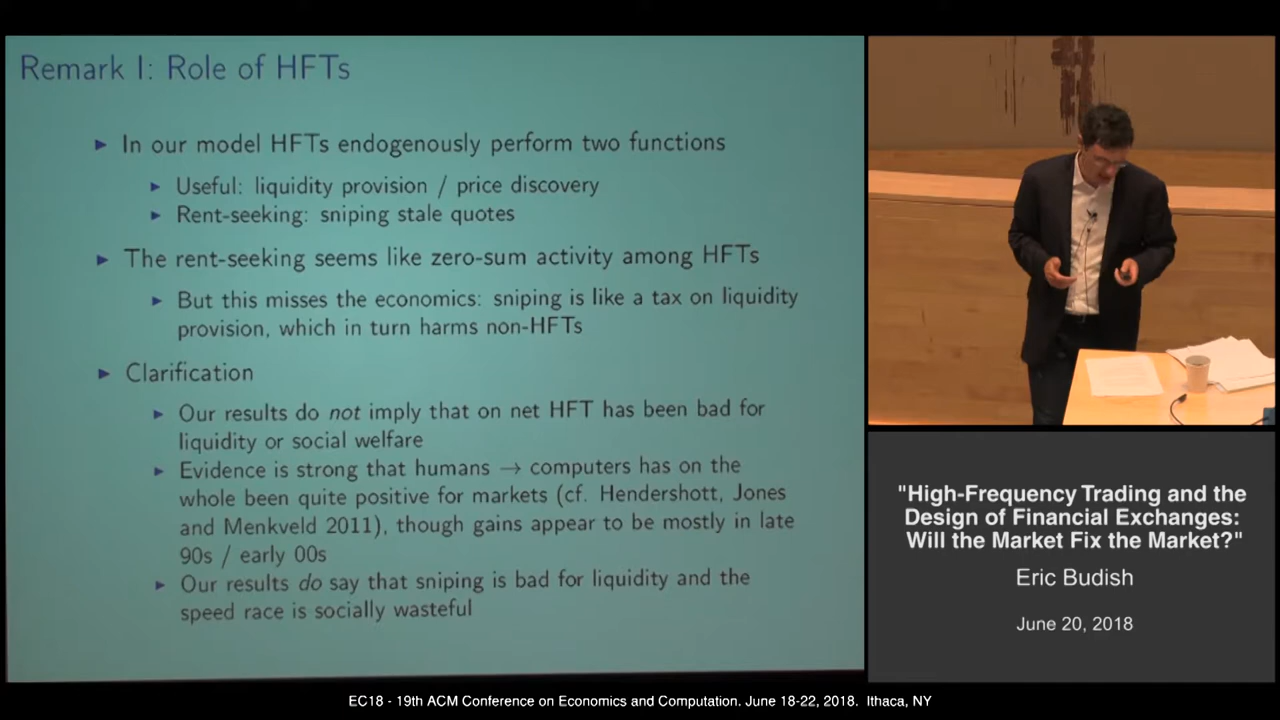 Remark I: Role of HFTs
► In our model HFTs endogenously perform two functions
► Useful: liquidity provision / price discovery
► Rent-seeking: sniping stale quotes
► The rent-seeking seems like zero-sum activity among HFTs
► But this misses the economics: sniping is like a tax on liquidity
provision, which in turn harms non-HFTs
► Clarification
► Our results do not imply that on net HFT has been bad for
liquidity or social welfare
► Evidence is strong that humans → computers has on the
whole been quite positive for markets (cf. Hendershott, Jones
and Menkveld 2011), though gains appear to be mostly in late
90s / early 00s
► Our results do say that sniping is bad for liquidity and the
speed race is socially wasteful
"High-Frequency Trading and the
Design of Financial Exchanges:
Will the Market Fix the Market?"
Eric Budish
June 20, 2018
EC18 - 19th ACM Conference on Economics and Computation. June 18-22, 2018. Ithaca, NY